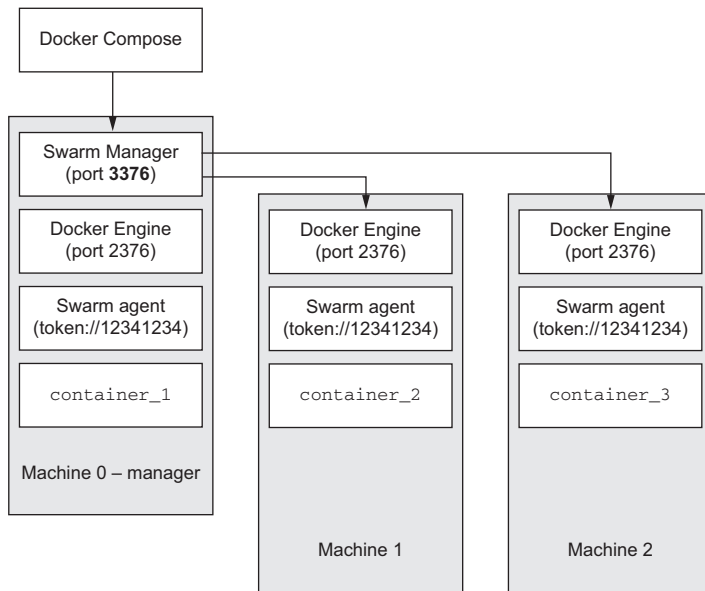 Docker Compose
Swarm Manager
(port 3376)
Docker Engine
(port 2376)
Swarm agent
(token://12341234)
container_1
Machine 0 – manager
Docker Engine
(port 2376)
Swarm agent
(token://12341234)
container_2
Machine 1
Docker Engine
(port 2376)
Swarm agent
(token://12341234)
container_3
Machine 2